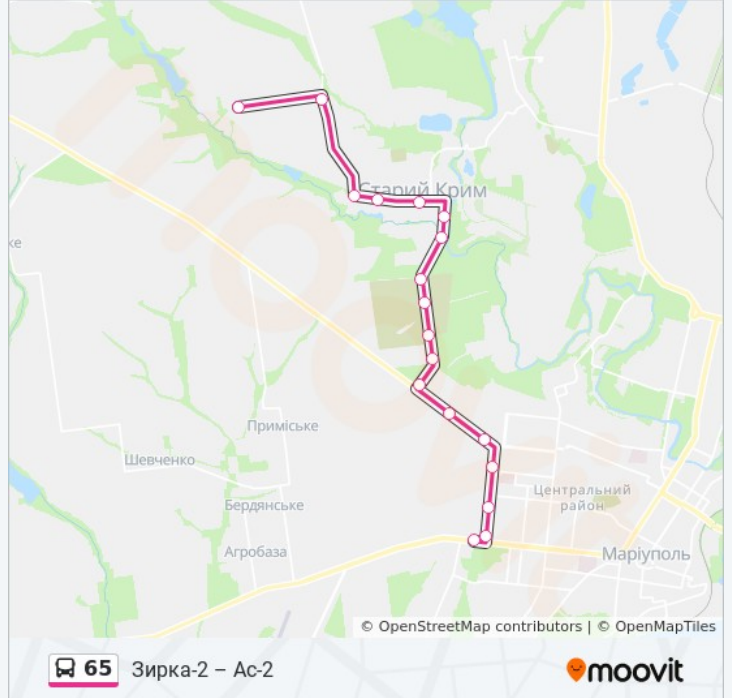 Старий Крим
ке
Приміське
Шевченко
Центральний
район
Бердянське
Агробаза
Маріуполь
© OpenStreetMap contributors | © OpenMapTiles
65 Зирка-2 – Ас-2
moovit